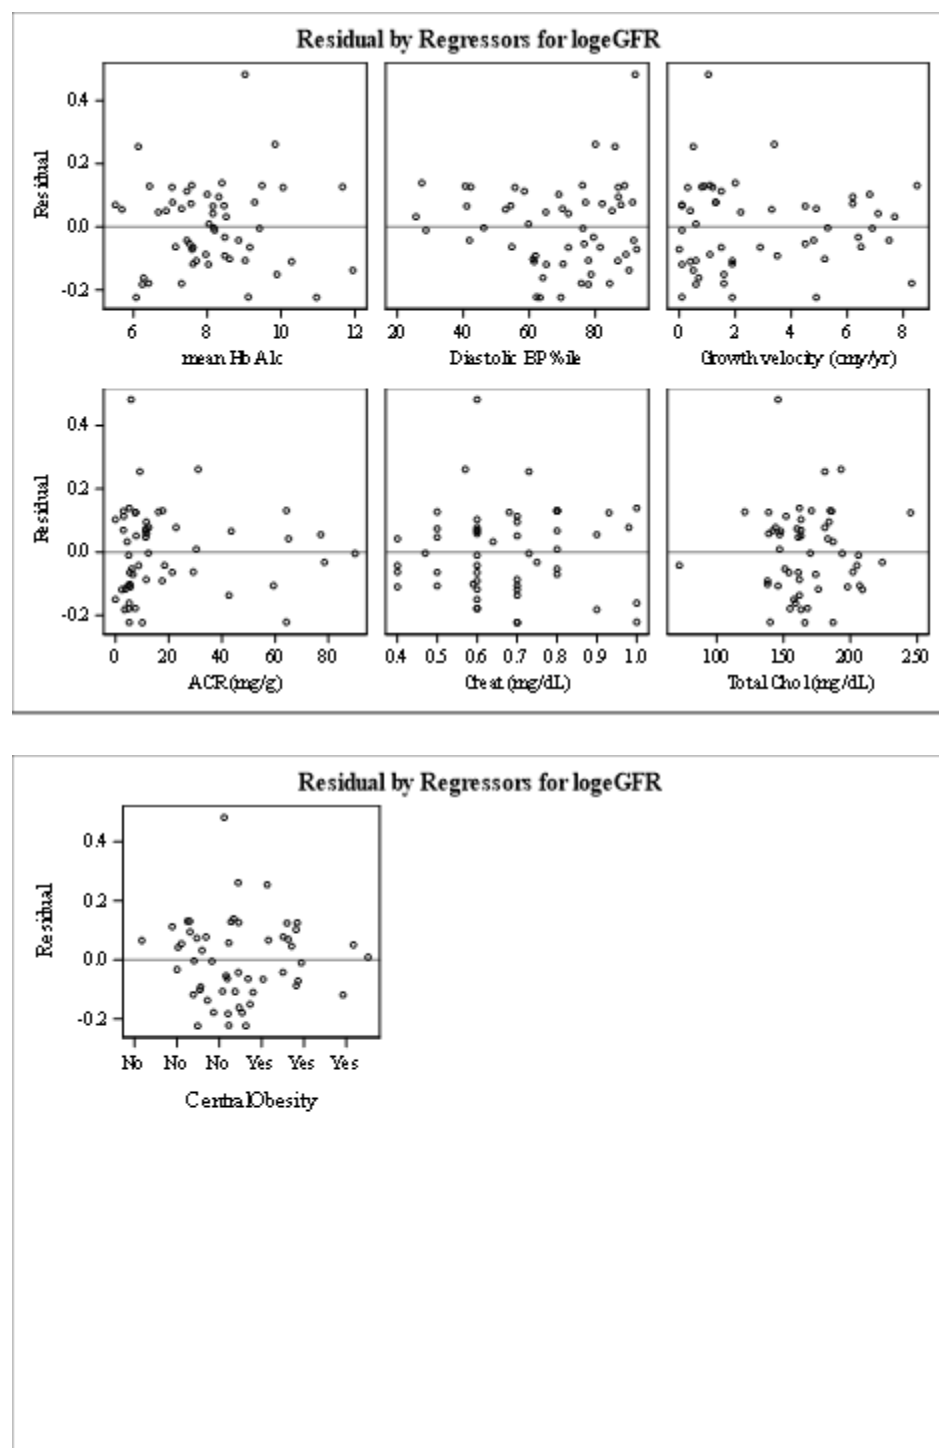 Residual by Regressors for logeGFR
Residual
0.4
0.2
0.0
-0.2
6 8 10 12
mean HbA1c
20 40 60 80
Diastolic BP%ile
0 2 4 6 8
Growth velocity (cmy/yr)
Residual
0.4
0.2
0.0
-0.2
0 20 40 60 80
ACR(mg/g)
0.4 0.5 0.6 0.7 0.8 0.9 1.0
Creat(mg/dL)
100 150 200 250
Total Chol(mg/dL)
Residual by Regressors for logeGFR
Residual
0.4
0.2
0.0
-0.2
No No No Yes Yes Yes
CentralObesity